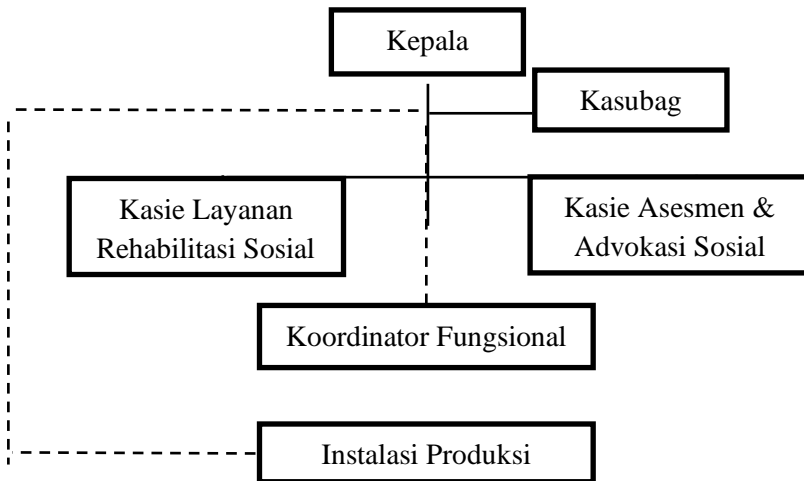 Kepala
Kasubag
Kasie Layanan
Rehabilitasi Sosial
Kasie Asesmen &
Advokasi Sosial
Koordinator Fungsional
Instalasi Produksi